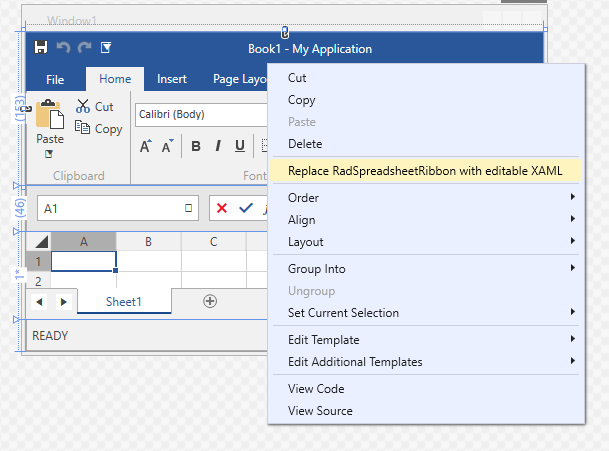 Window1
Book1 - My Application
File Home Insert Page Layo
Cut
Copy
Paste
Clipboard
Calibri (Body)
A A B I U
Font
Cut
Copy
Paste
Delete
Replace RadSpreadsheetRibbon with editable XAML
Order
Align
Layout
Group Into
Ungroup
Set Current Selection
Edit Template
Edit Additional Templates
View Code
View Source
(153)
(46)
1*
A1
A B C
1
2
Sheet1
READY